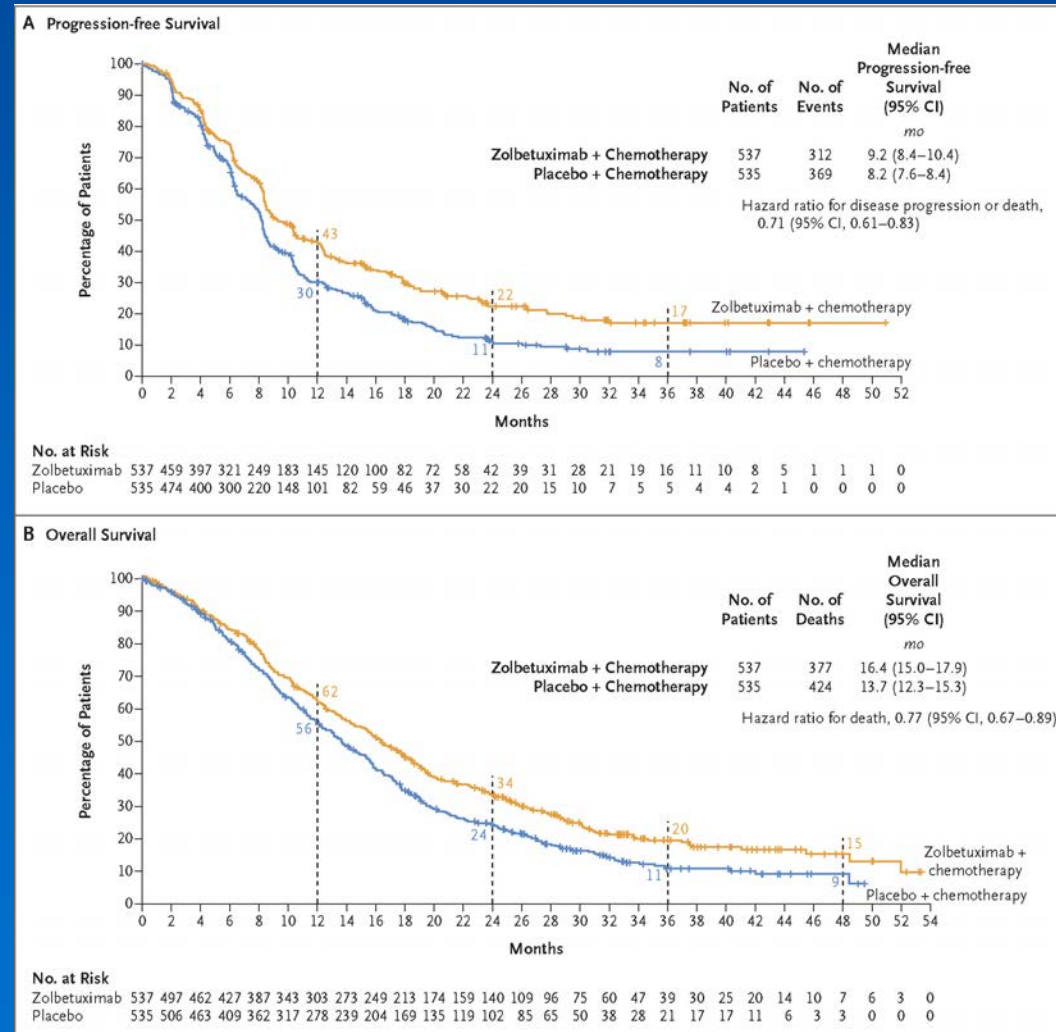 A Progression-free Survival
Median
Progression-free
No. of No. of Survival
Patients Events (95% CI)
mo
Zolbetuximab + Chemotherapy 537 312 9.2 (8.4–10.4)
Placebo + Chemotherapy 535 369 8.2 (7.6–8.4)
Hazard ratio for disease progression or death,
0.71 (95% CI, 0.61–0.83)
Percentage of Patients
100
90
80
70
60
50
40
30
20
10
0
43
30
22
11
17
8
Zolbetuximab + chemotherapy
Placebo + chemotherapy
0 2 4 6 8 10 12 14 16 18 20 22 24 26 28 30 32 34 36 38 40 42 44 46 48 50 52
Months
No. at Risk
Zolbetuximab 537 459 397 321 249 183 145 120 100 82 72 58 42 39 31 28 21 19 16 11 10 8 5 1 1 1 0
Placebo 535 474 400 300 220 148 101 82 59 46 37 30 22 20 15 10 7 5 5 4 4 2 1 0 0 0 0
B Overall Survival
Median
Overall
No. of No. of Survival
Patients Deaths (95% CI)
mo
Zolbetuximab + Chemotherapy 537 377 16.4 (15.0–17.9)
Placebo + Chemotherapy 535 424 13.7 (12.3–15.3)
Hazard ratio for death, 0.77 (95% CI, 0.67–0.89)
Percentage of Patients
100
90
80
70
60
50
40
30
20
10
0
62
56
34
24
20
11
15
9
Zolbetuximab +
chemotherapy
Placebo + chemotherapy
0 2 4 6 8 10 12 14 16 18 20 22 24 26 28 30 32 34 36 38 40 42 44 46 48 50 52 54
Months
No. at Risk
Zolbetuximab 537 497 462 427 387 343 303 273 249 213 174 159 140 109 96 75 60 47 39 30 25 20 14 10 7 6 3 0
Placebo 535 506 463 409 362 317 278 239 204 169 135 119 102 85 65 50 38 28 21 17 17 11 6 3 3 0 0 0